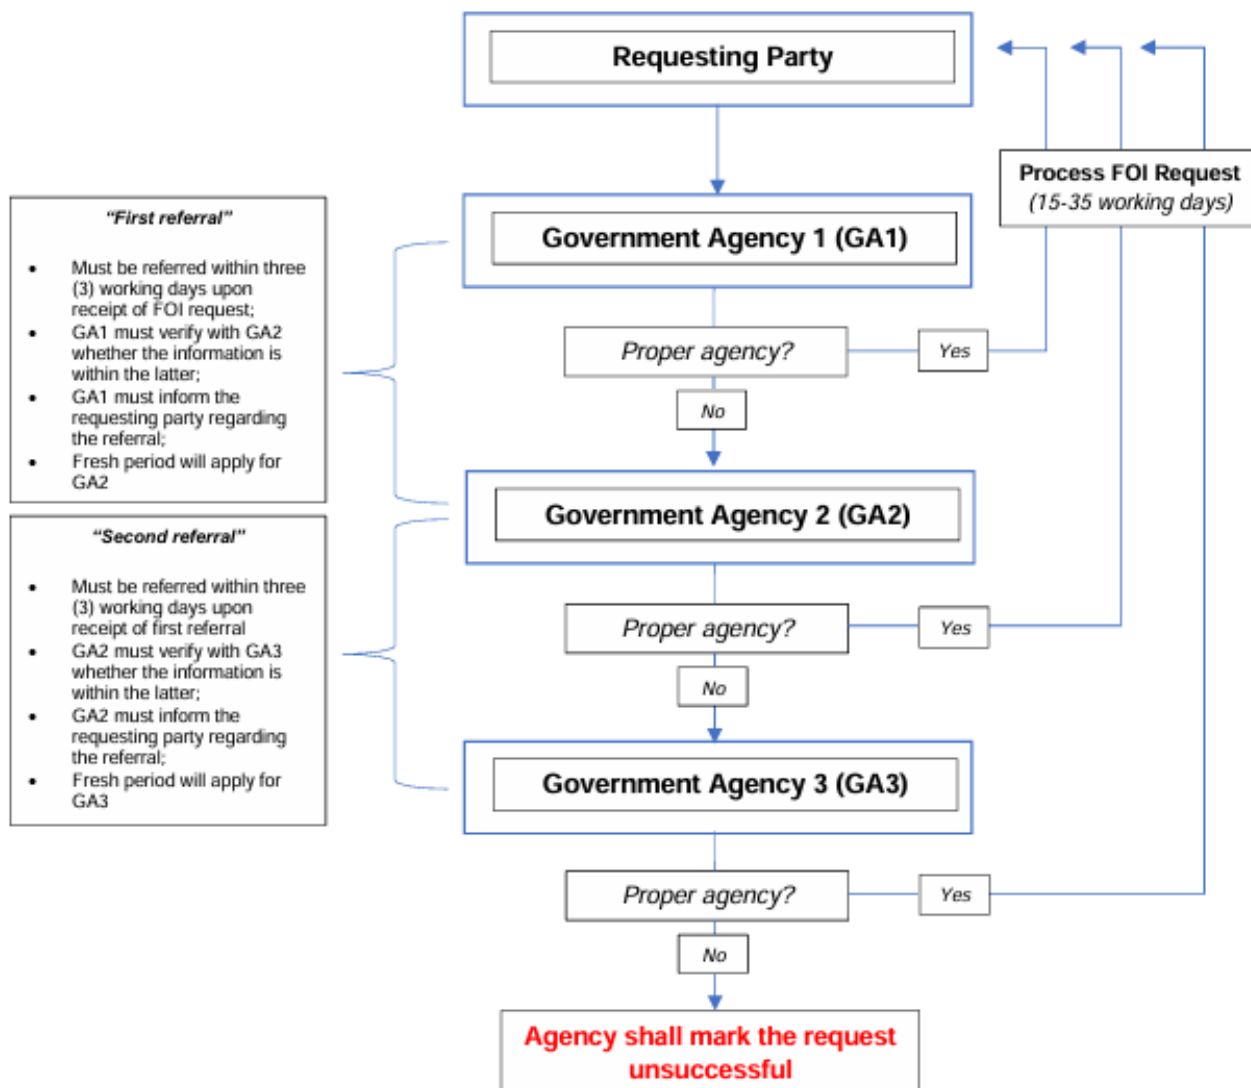 Requesting Party
Process FOI Request
(15-35 working days)
Government Agency 1 (GA1)
“First referral”
• Must be referred within three
(3) working days upon
receipt of FOI request;
• GA1 must verify with GA2
whether the information is
within the latter;
• GA1 must inform the
requesting party regarding
the referral;
• Fresh period will apply for
GA2
Proper agency?
Yes
No
Government Agency 2 (GA2)
“Second referral”
• Must be referred within three
(3) working days upon
receipt of first referral
• GA2 must verify with GA3
whether the information is
within the latter;
• GA2 must inform the
requesting party regarding
the referral;
• Fresh period will apply for
GA3
Proper agency?
Yes
No
Government Agency 3 (GA3)
Proper agency?
Yes
No
Agency shall mark the request
unsuccessful